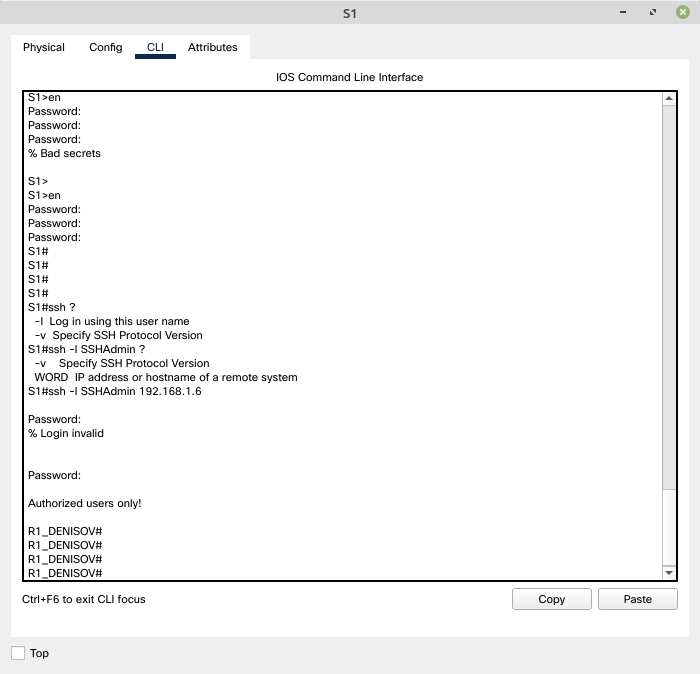 S1
Physical Config CLI Attributes
IOS Command Line Interface
S1>en
Password:
Password:
Password:
% Bad secrets
S1>
S1>en
Password:
Password:
Password:
S1#
S1#
S1#
S1#
S1#ssh ?
-l Log in using this user name
-v Specify SSH Protocol Version
S1#ssh -l SSHAdmin ?
-v Specify SSH Protocol Version
WORD IP address or hostname of a remote system
S1#ssh -l SSHAdmin 192.168.1.6
Password:
% Login invalid
Password:
Authorized users only!
R1_DENISOV#
R1_DENISOV#
R1_DENISOV#
R1_DENISOV#
Ctrl+F6 to exit CLI focus
Copy Paste
Top